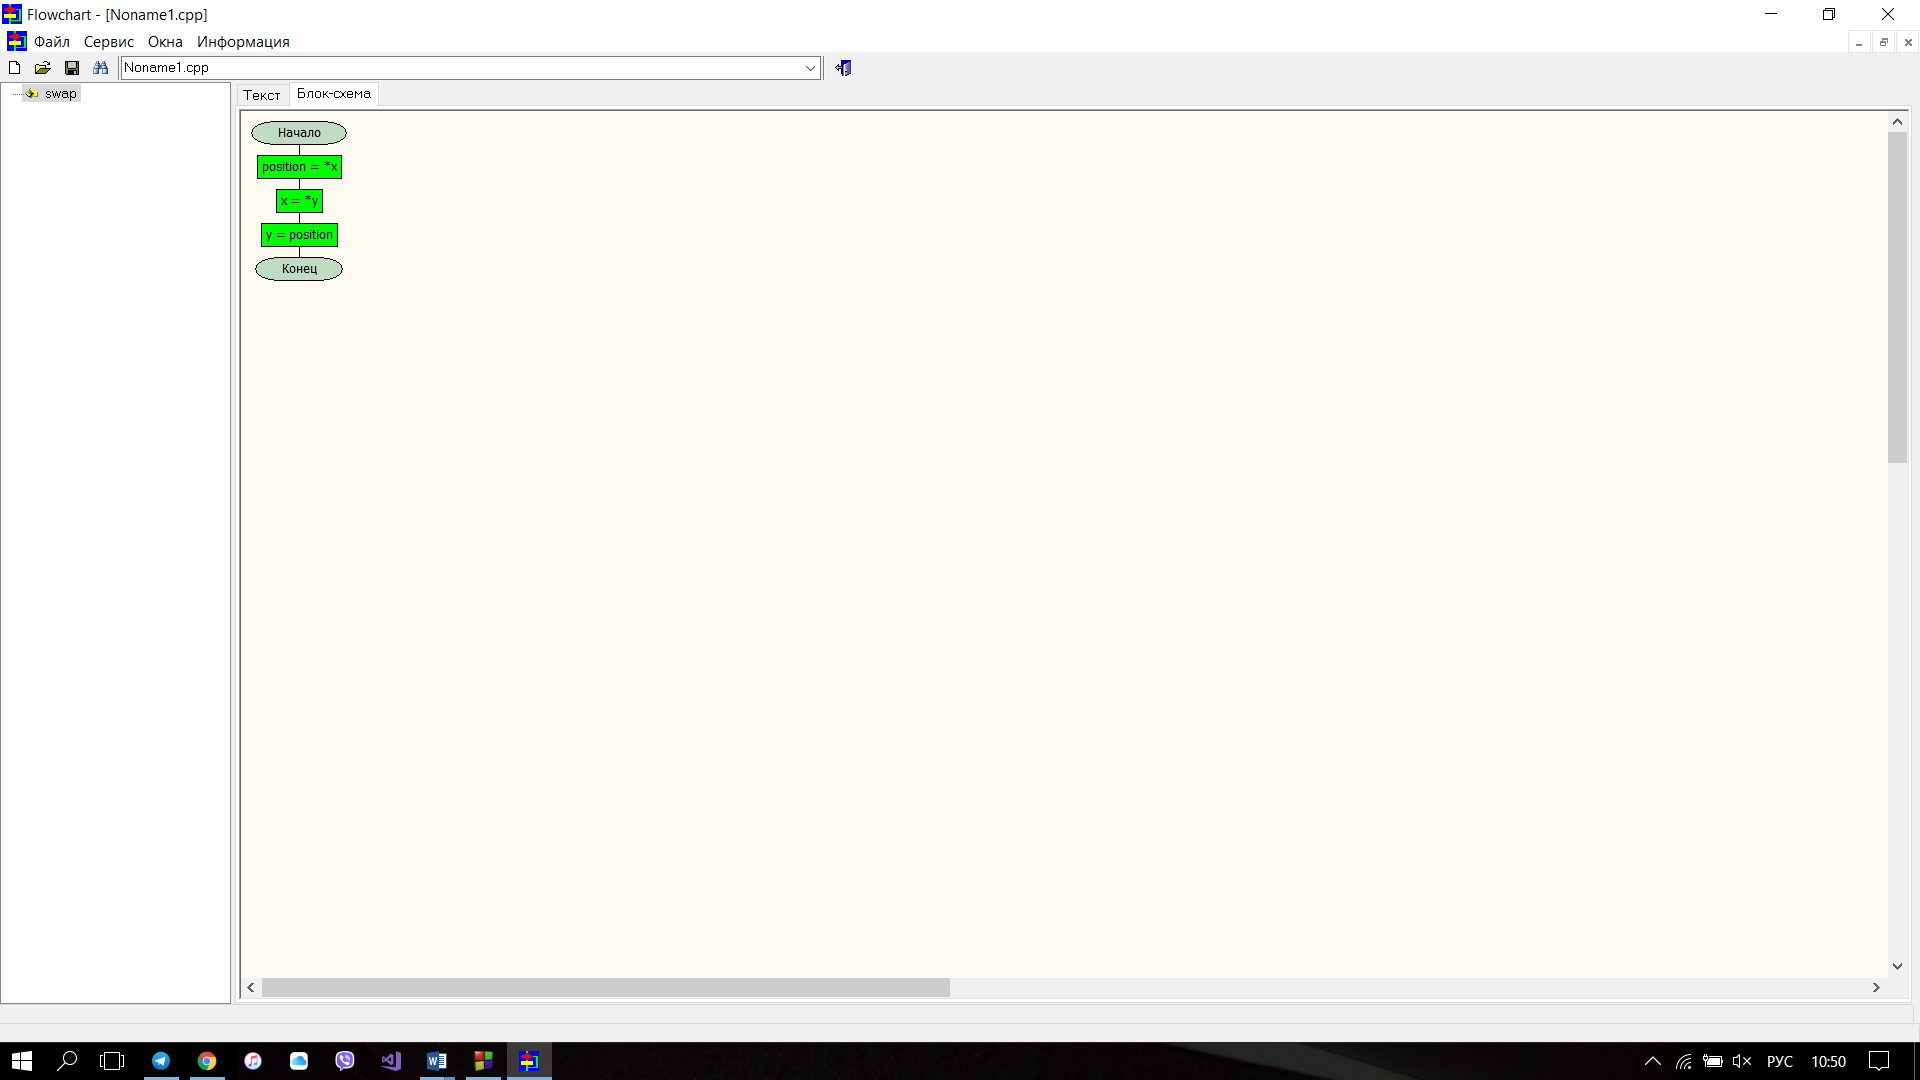 Flowchart - [Noname1.cpp]
Файл Сервис Окна Информация
Noname1.cpp
swap
Текст Блок-схема
Начало
position = *x
x = *y
y = position
Конец
РУС 10:50